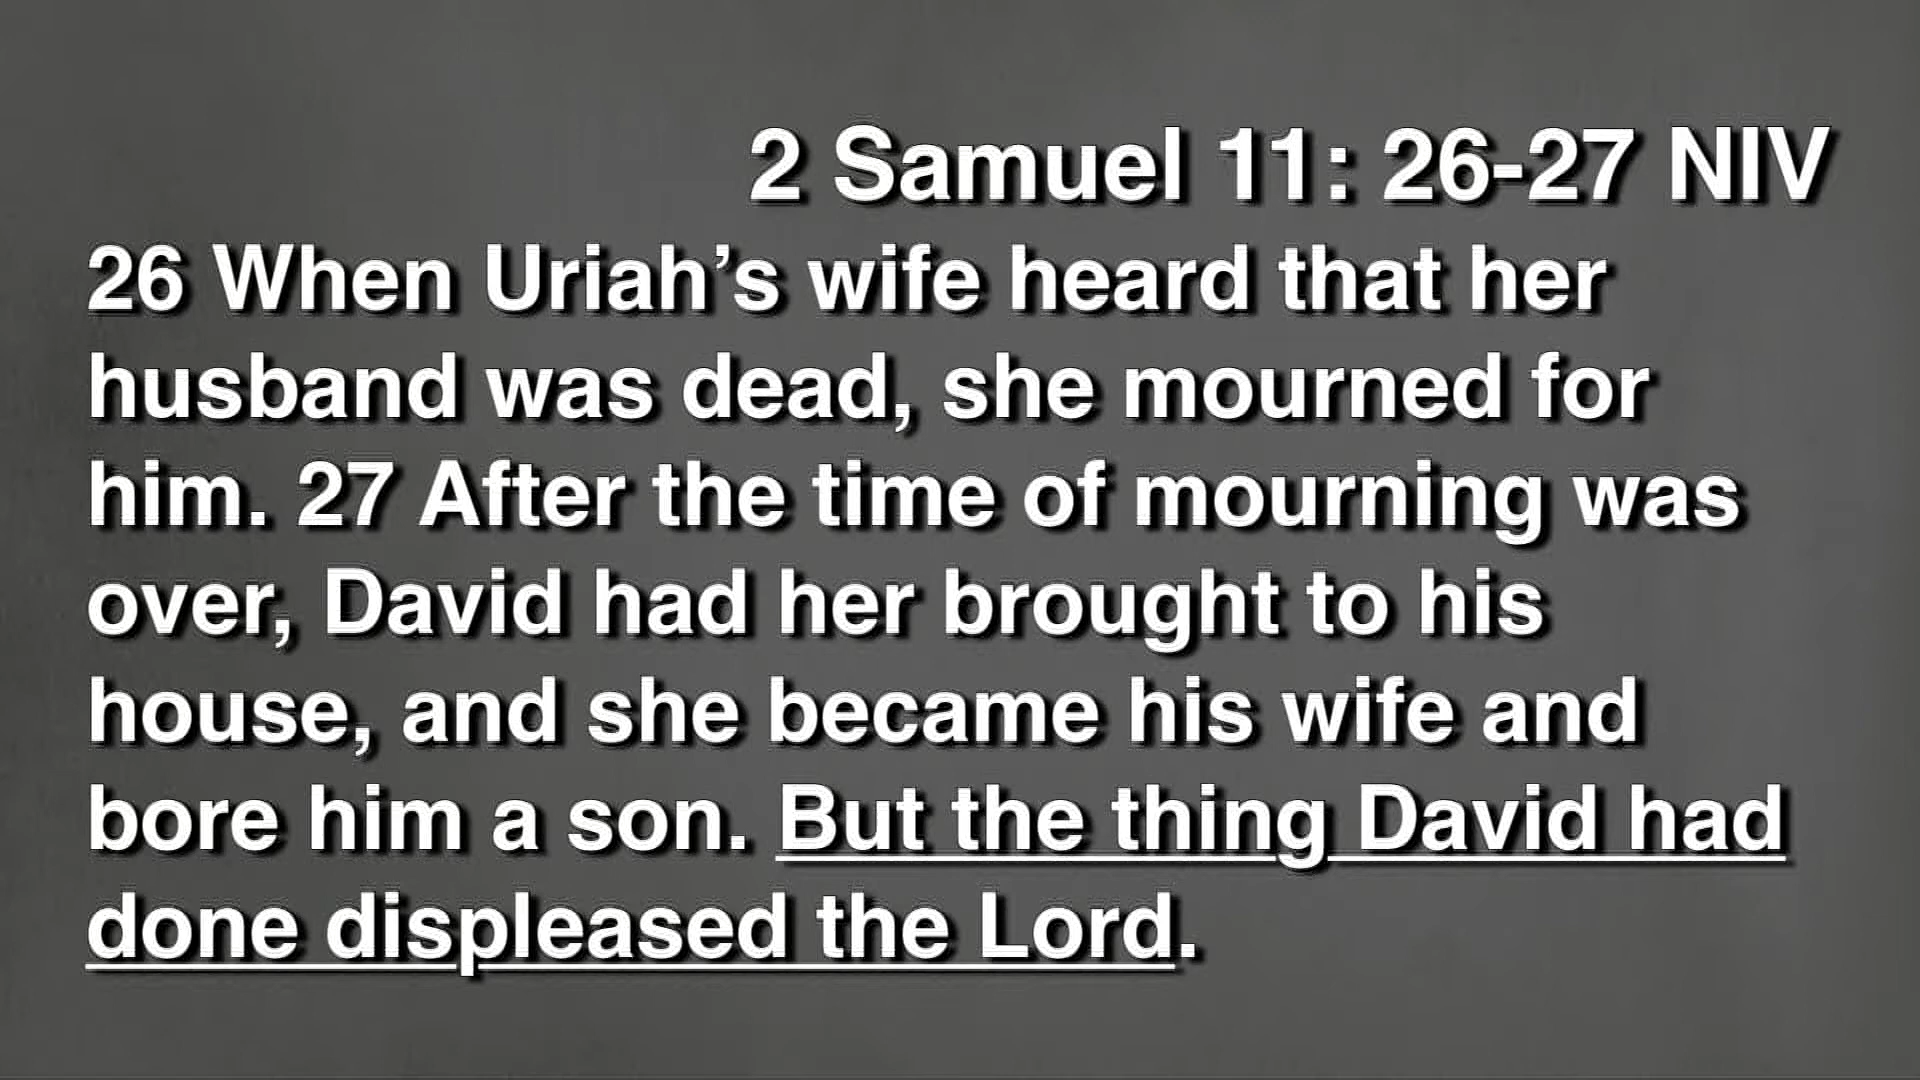 2 Samuel 11: 26-27 NIV
26 When Uriah’s wife heard that her
husband was dead, she mourned for
him. 27 After the time of mourning was
over, David had her brought to his
house, and she became his wife and
bore him a son. But the thing David had
done displeased the Lord.